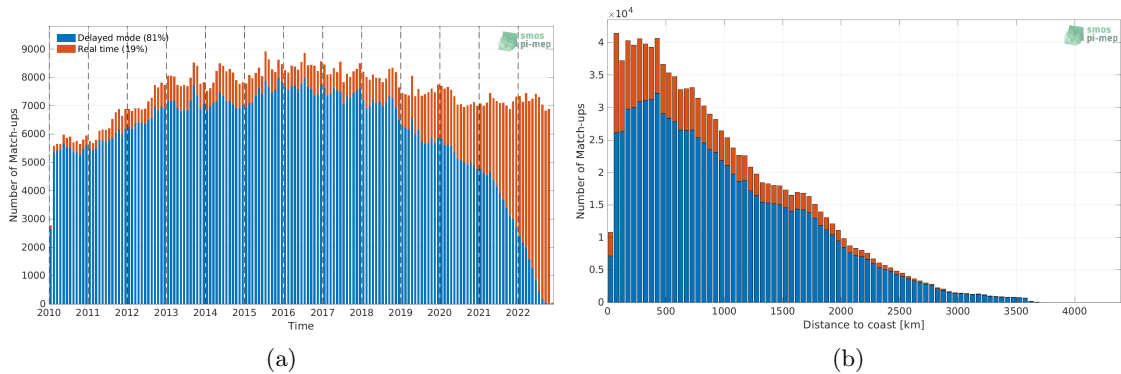 Delayed mode (81%)
Real time (19%)
smos
pi-mep
9000
8000
7000
6000
5000
4000
3000
2000
1000
0
Number of Match-ups
2010 2011 2012 2013 2014 2015 2016 2017 2018 2019 2020 2021 2022
Time
(a)
×10⁴
smos
pi-mep
4
3.5
3
2.5
2
1.5
1
0.5
0
Number of Match-ups
0 500 1000 1500 2000 2500 3000 3500 4000
Distance to coast [km]
(b)